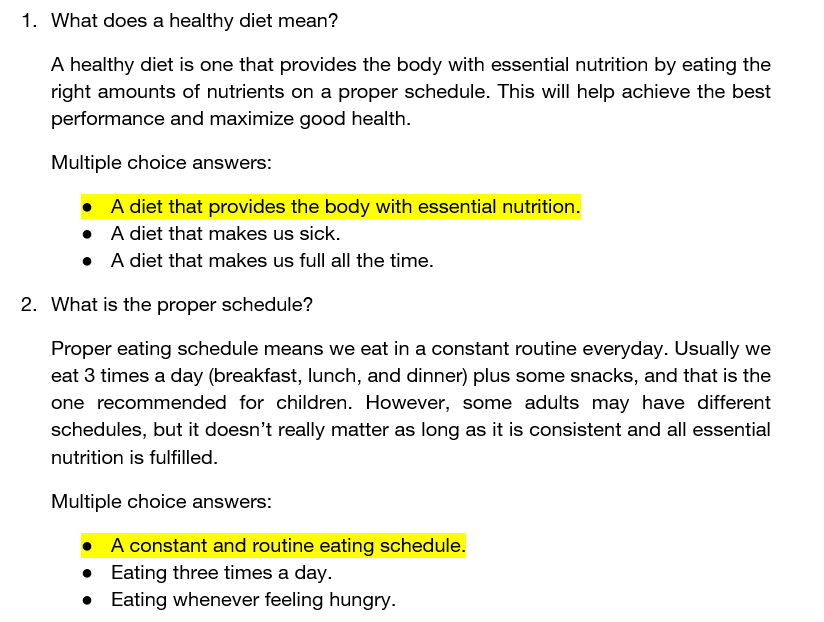 1. What does a healthy diet mean?
A healthy diet is one that provides the body with essential nutrition by eating the
right amounts of nutrients on a proper schedule. This will help achieve the best
performance and maximize good health.
Multiple choice answers:
● A diet that provides the body with essential nutrition.
● A diet that makes us sick.
● A diet that makes us full all the time.
2. What is the proper schedule?
Proper eating schedule means we eat in a constant routine everyday. Usually we
eat 3 times a day (breakfast, lunch, and dinner) plus some snacks, and that is the
one recommended for children. However, some adults may have different
schedules, but it doesn’t really matter as long as it is consistent and all essential
nutrition is fulfilled.
Multiple choice answers:
● A constant and routine eating schedule.
● Eating three times a day.
● Eating whenever feeling hungry.